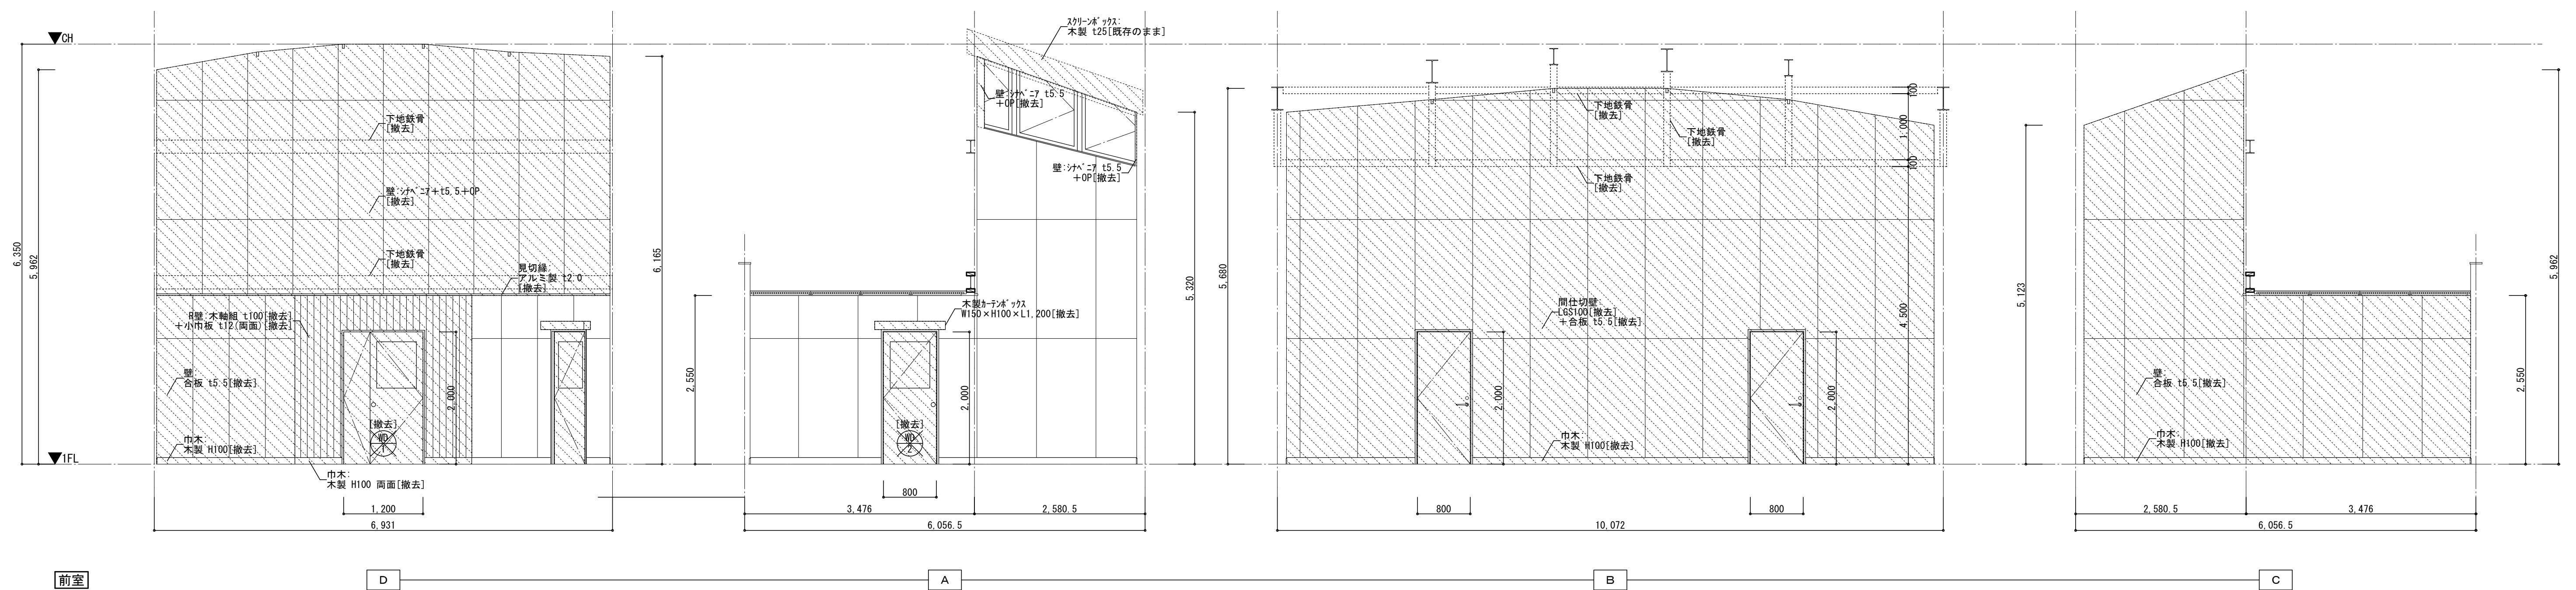 CH
6,350
5,962
下地鉄骨
[撤去]
壁:シナベニア+t5.5+OP
[撤去]
下地鉄骨
[撤去]
見切縁:
アルミ製 t2.0
[撤去]
R壁:木軸組 t100[撤去]
+小巾板 t12(両面)[撤去]
壁:
合板 t5.5[撤去]
巾木:
木製 H100[撤去]
巾木:
木製 H100 両面[撤去]
[撤去]
WD
1
2,000
1FL
1,200
6,931
6,165
スクリーンボックス:
木製 t25[既存のまま]
壁:シナベニア t5.5
+OP[撤去]
壁:シナベニア t5.5
+OP[撤去]
木製カーテンボックス
W150×H100×L1,200[撤去]
2,550
[撤去]
WD
2
2,000
5,320
800
3,476
2,580.5
6,056.5
5,680
下地鉄骨
[撤去]
下地鉄骨
[撤去]
下地鉄骨
[撤去]
間仕切壁:
LGS100[撤去]
+合板 t5.5[撤去]
巾木:
木製 H100[撤去]
2,000
2,000
100
1,000
100
4,500
800
800
10,072
5,123
壁:
合板 t5.5[撤去]
巾木:
木製 H100[撤去]
2,550
5,962
2,580.5
3,476
6,056.5
前室
D
A
B
C